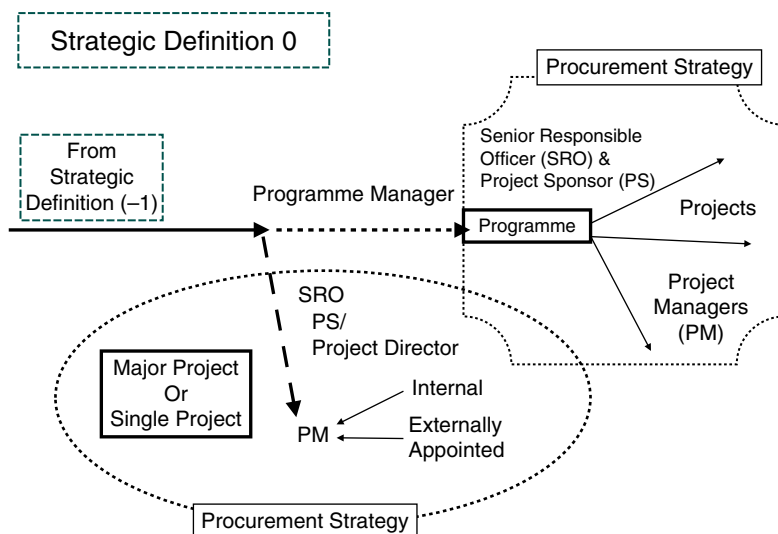 Strategic Definition 0
Procurement Strategy
From
Strategic
Definition (–1)
Programme Manager
Senior Responsible
Officer (SRO) &
Project Sponsor (PS)
Programme
Projects
Project
Managers
(PM)
SRO
PS/
Project Director
Major Project
Or
Single Project
Internal
PM
Externally
Appointed
Procurement Strategy